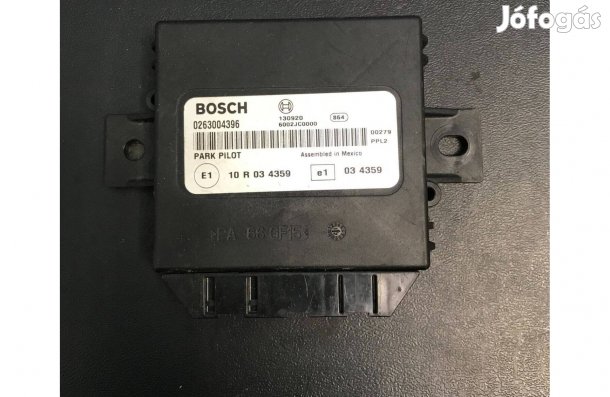 Jófogás
BOSCH
130920 864
0263004396 6002JC0000
00279
PPL2
PARK PILOT Assembled in Mexico
E1 10 R 03 4359 e1 03 4359